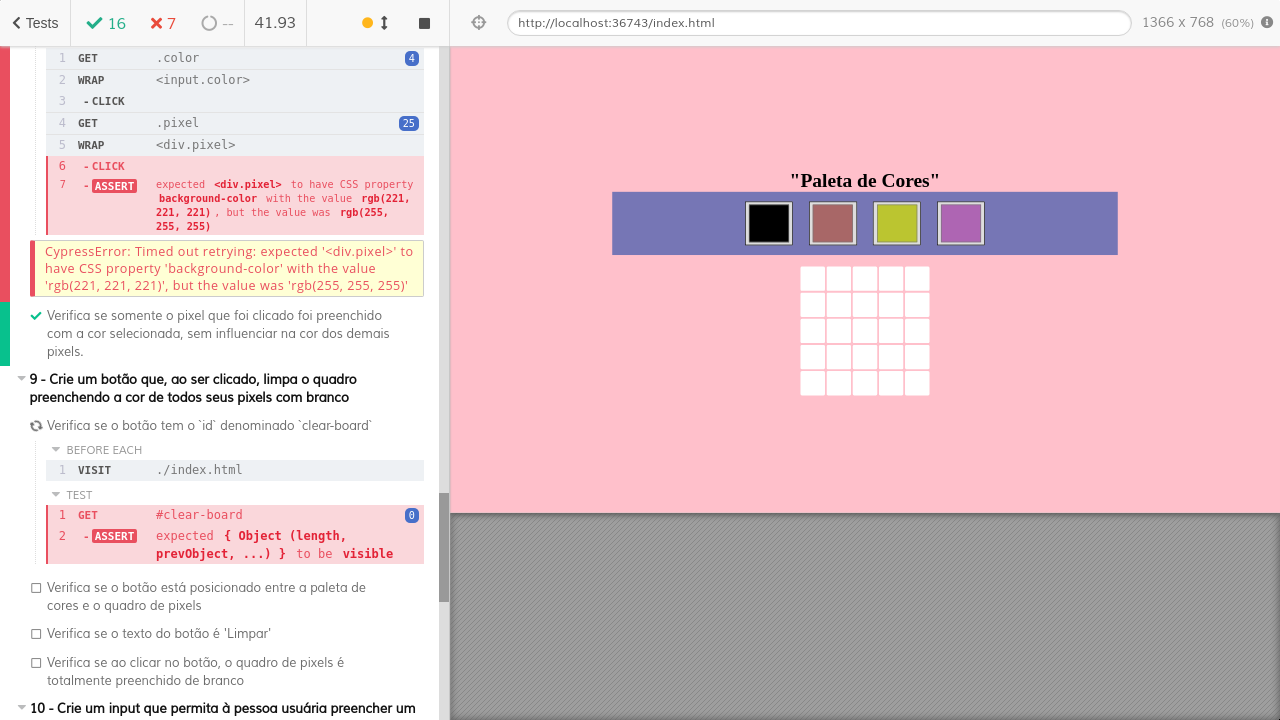 Tests 16 7 -- 41.93 http://localhost:36743/index.html 1366 x 768 (60%)
1 GET .color 4
2 WRAP <input.color>
3 -CLICK
4 GET .pixel 25
5 WRAP <div.pixel>
6 -CLICK
7 -ASSERT expected <div.pixel> to have CSS property
background-color with the value rgb(221,
221, 221) , but the value was rgb(255,
255, 255)
CypressError: Timed out retrying: expected '<div.pixel>' to
have CSS property 'background-color' with the value
'rgb(221, 221, 221)', but the value was 'rgb(255, 255, 255)'
Verifica se somente o pixel que foi clicado foi preenchido
com a cor selecionada, sem influenciar na cor dos demais
pixels.
9 - Crie um botão que, ao ser clicado, limpa o quadro
preenchendo a cor de todos seus pixels com branco
Verifica se o botão tem o `id` denominado `clear-board`
BEFORE EACH
1 VISIT ./index.html
TEST
1 GET #clear-board 0
2 -ASSERT expected { Object (length,
prevObject, ...) } to be visible
Verifica se o botão está posicionado entre a paleta de
cores e o quadro de pixels
Verifica se o texto do botão é 'Limpar'
Verifica se ao clicar no botão, o quadro de pixels é
totalmente preenchido de branco
10 - Crie um input que permita à pessoa usuária preencher um
"Paleta de Cores"